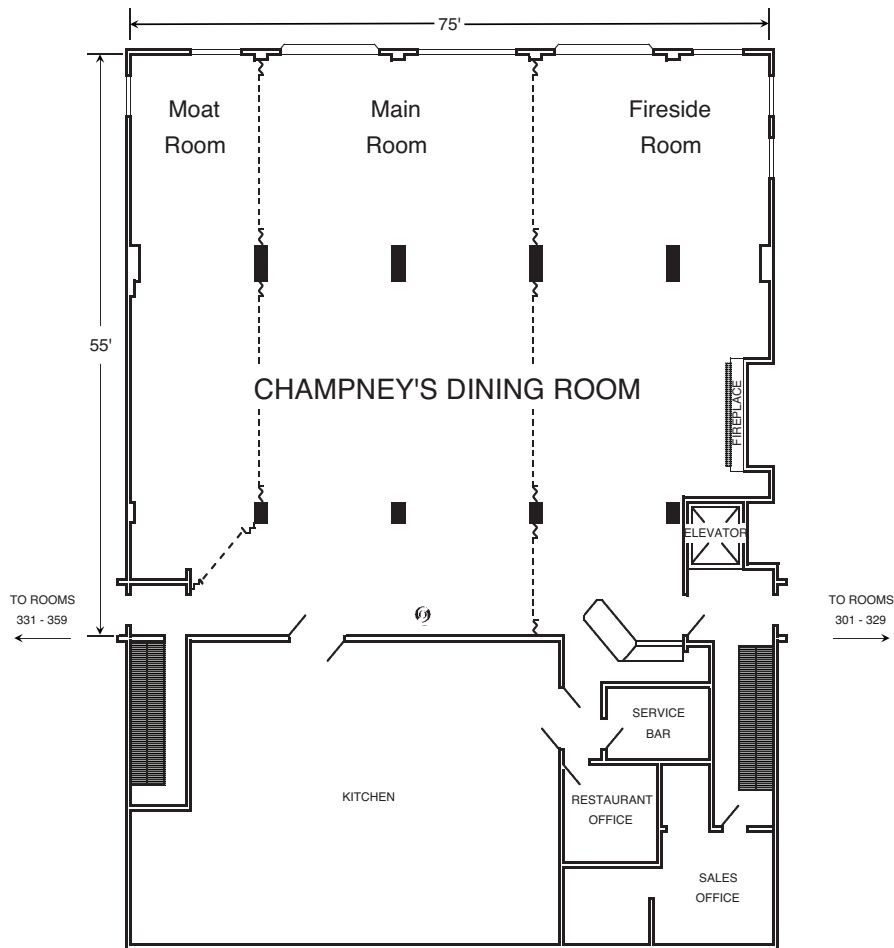 75'
Moat
Room
Main
Room
Fireside
Room
55'
CHAMPNEY'S DINING ROOM
FIREPLACE
ELEVATOR
TO ROOMS
331 - 359
TO ROOMS
301 - 329
SERVICE
BAR
KITCHEN
RESTAURANT
OFFICE
SALES
OFFICE